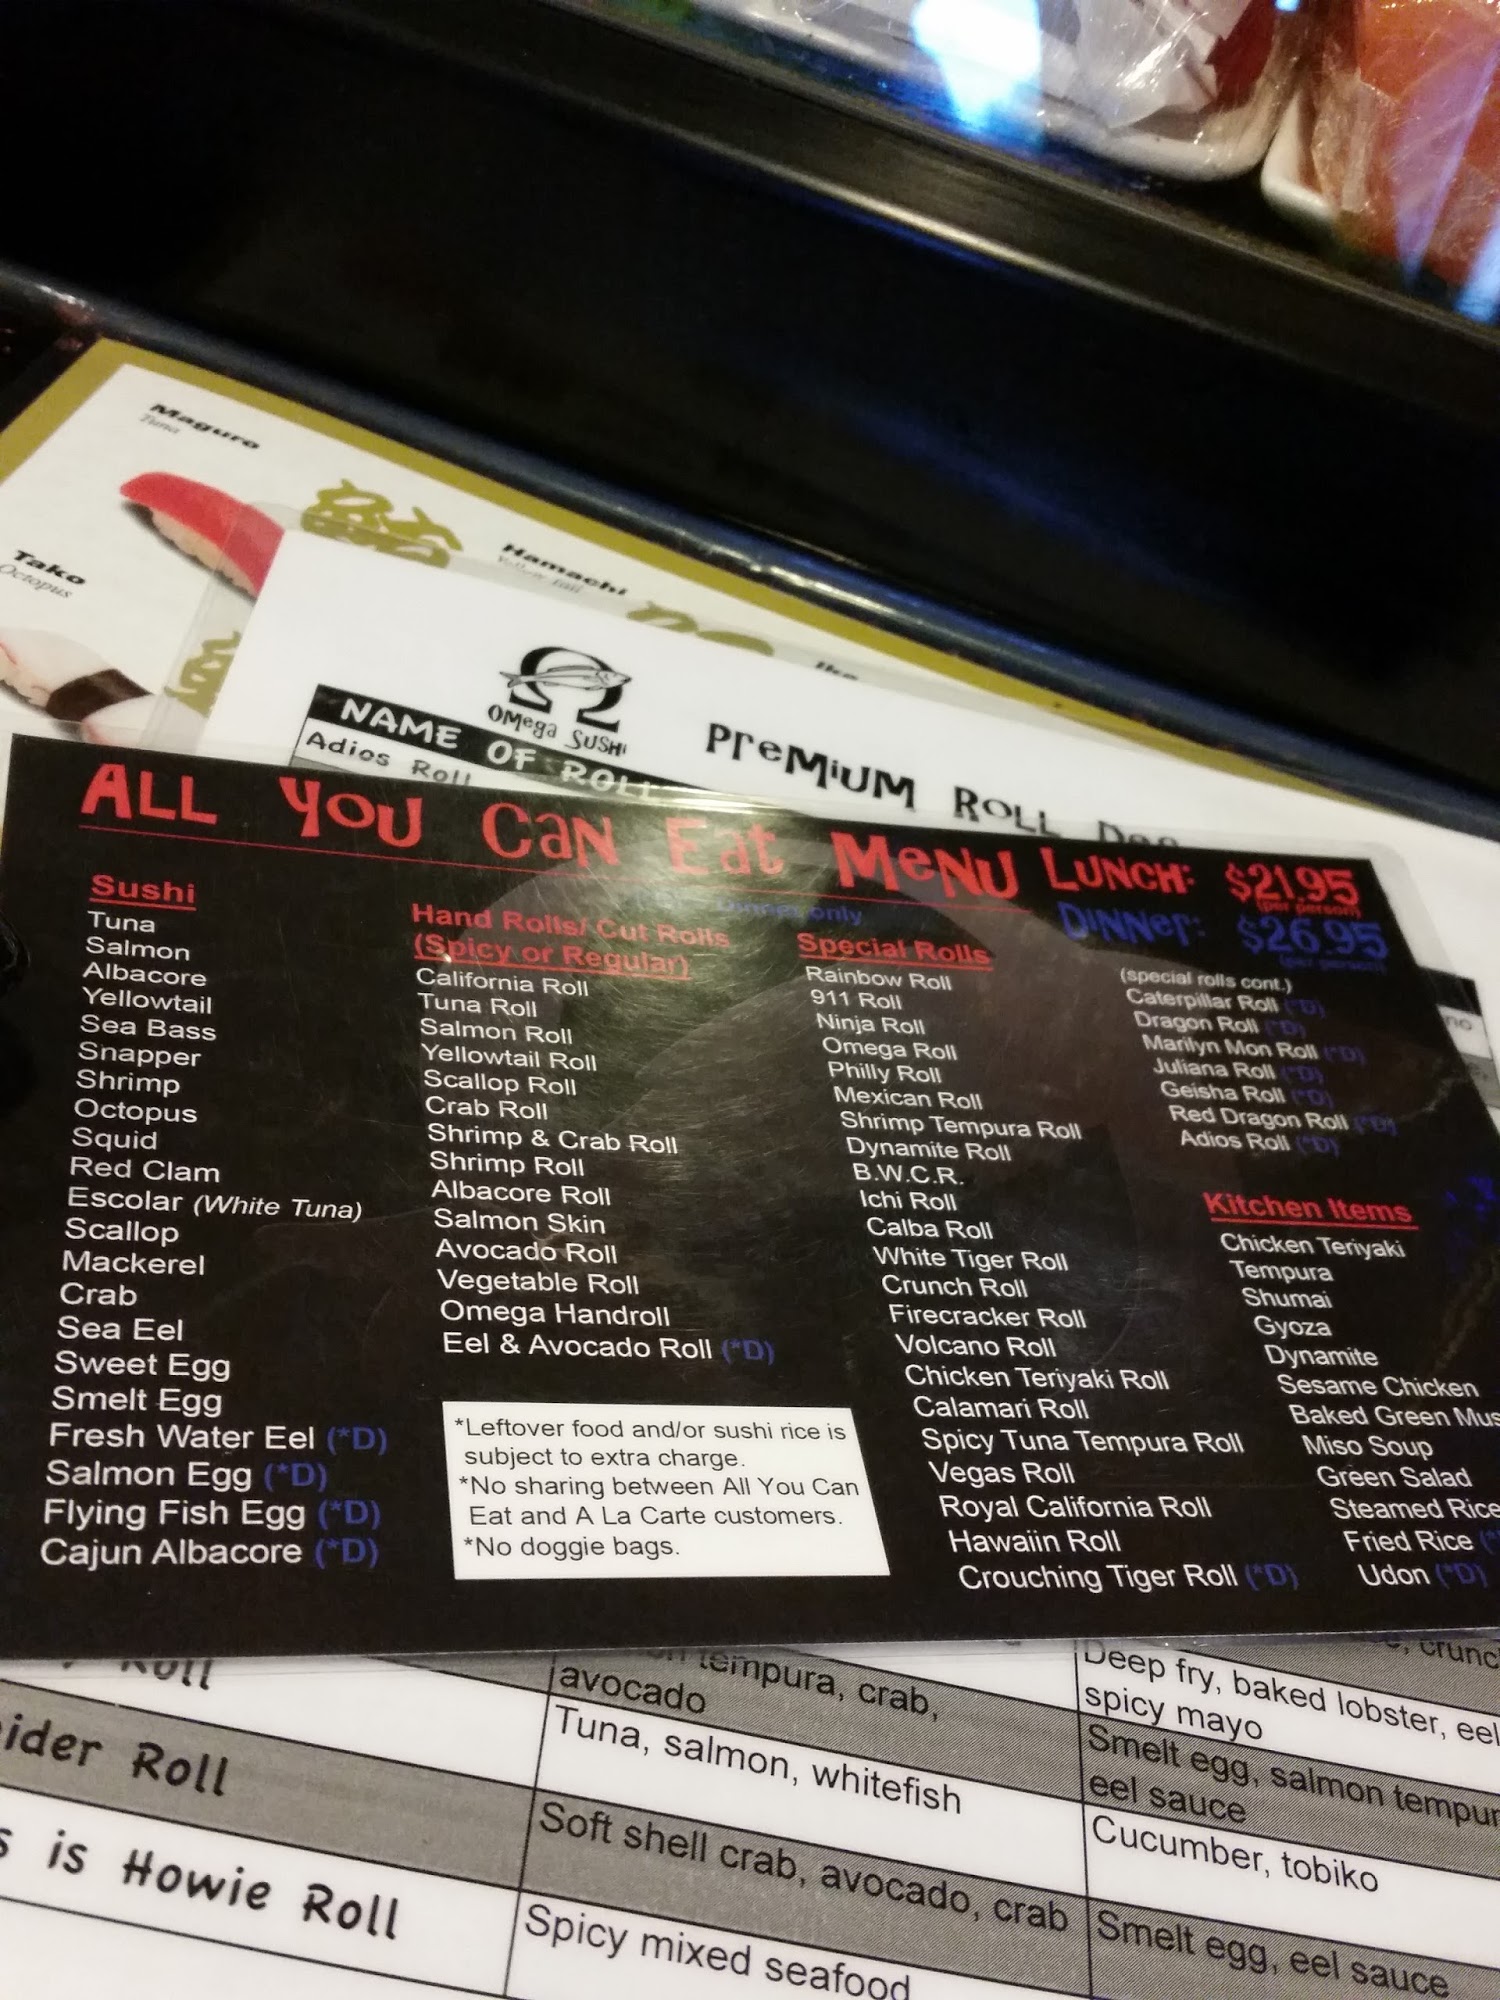 Maguro
Tuna
Tako
Octopus
Hamachi
Yellow Tail
Ika
OMega SUSHi
PreMiUM ROLL
NAME OF ROLL
Adios Roll
ALL YOU CaN Eat MeNU LUNCH: $21.95
(per person)
Dinner only
DiNNer: $26.95
(per person)
Sushi
Tuna
Salmon
Albacore
Yellowtail
Sea Bass
Snapper
Shrimp
Octopus
Squid
Red Clam
Escolar (White Tuna)
Scallop
Mackerel
Crab
Sea Eel
Sweet Egg
Smelt Egg
Fresh Water Eel (*D)
Salmon Egg (*D)
Flying Fish Egg (*D)
Cajun Albacore (*D)
Hand Rolls/ Cut Rolls
(Spicy or Regular)
California Roll
Tuna Roll
Salmon Roll
Yellowtail Roll
Scallop Roll
Crab Roll
Shrimp & Crab Roll
Shrimp Roll
Albacore Roll
Salmon Skin
Avocado Roll
Vegetable Roll
Omega Handroll
Eel & Avocado Roll (*D)
*Leftover food and/or sushi rice is
subject to extra charge.
*No sharing between All You Can
Eat and A La Carte customers.
*No doggie bags.
Special Rolls
Rainbow Roll
911 Roll
Ninja Roll
Omega Roll
Philly Roll
Mexican Roll
Shrimp Tempura Roll
Dynamite Roll
B.W.C.R.
Ichi Roll
Calba Roll
White Tiger Roll
Crunch Roll
Firecracker Roll
Volcano Roll
Chicken Teriyaki Roll
Calamari Roll
Spicy Tuna Tempura Roll
Vegas Roll
Royal California Roll
Hawaiin Roll
Crouching Tiger Roll (*D)
(special rolls cont.)
Caterpillar Roll (*D)
Dragon Roll (*D)
Marilyn Mon Roll (*D)
Juliana Roll (*D)
Geisha Roll (*D)
Red Dragon Roll (*D)
Adios Roll (*D)
Kitchen Items
Chicken Teriyaki
Tempura
Shumai
Gyoza
Dynamite
Sesame Chicken
Baked Green Mus
Miso Soup
Green Salad
Steamed Rice
Fried Rice (*
Udon (*D)
Roll
tempura, crab,
avocado
Deep fry, baked lobster, eel
spicy mayo
Tuna, salmon, whitefish
Smelt egg, salmon tempur
eel sauce
ider Roll
Soft shell crab, avocado, crab
Cucumber, tobiko
s is Howie Roll
Spicy mixed seafood
Smelt egg, eel sauce